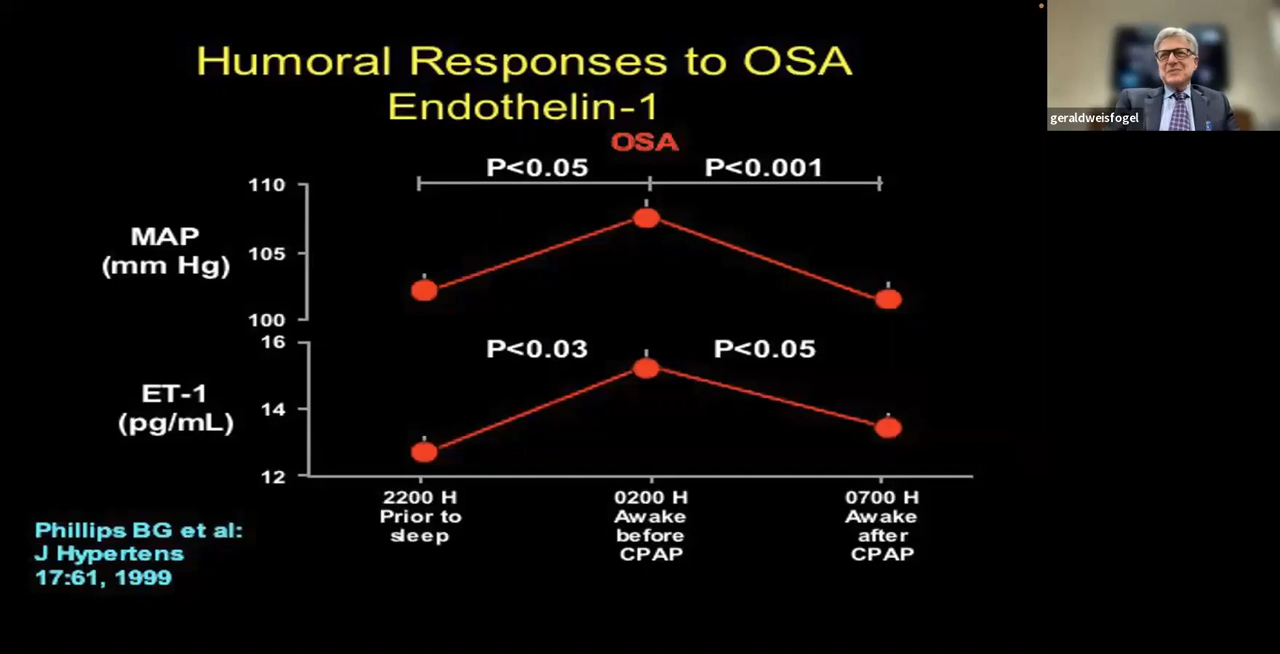 Humoral Responses to OSA
Endothelin-1
OSA
P<0.05
P<0.001
110
MAP
(mm Hg)
105
100
16
P<0.03
P<0.05
ET-1
(pg/mL)
14
12
2200 H
Prior to
sleep
0200 H
Awake
before
CPAP
0700 H
Awake
after
CPAP
Phillips BG et al:
J Hypertens
17:61, 1999
geraldweisfogel